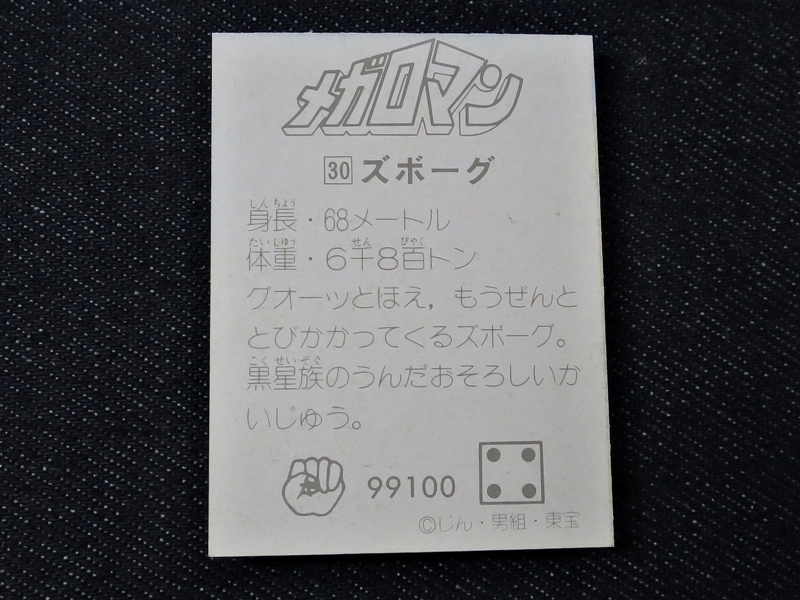 メガロマン
30 ズボーグ
しんちょう
身長・68メートル
たいじゅう せん びゃく
体重・6千8百トン
グオーッとほえ，もうぜんと
とびかかってくるズボーグ。
こくせいぞく
黒星族のうんだおそろしいか
いじゅう。
99100
©じん・男組・東宝